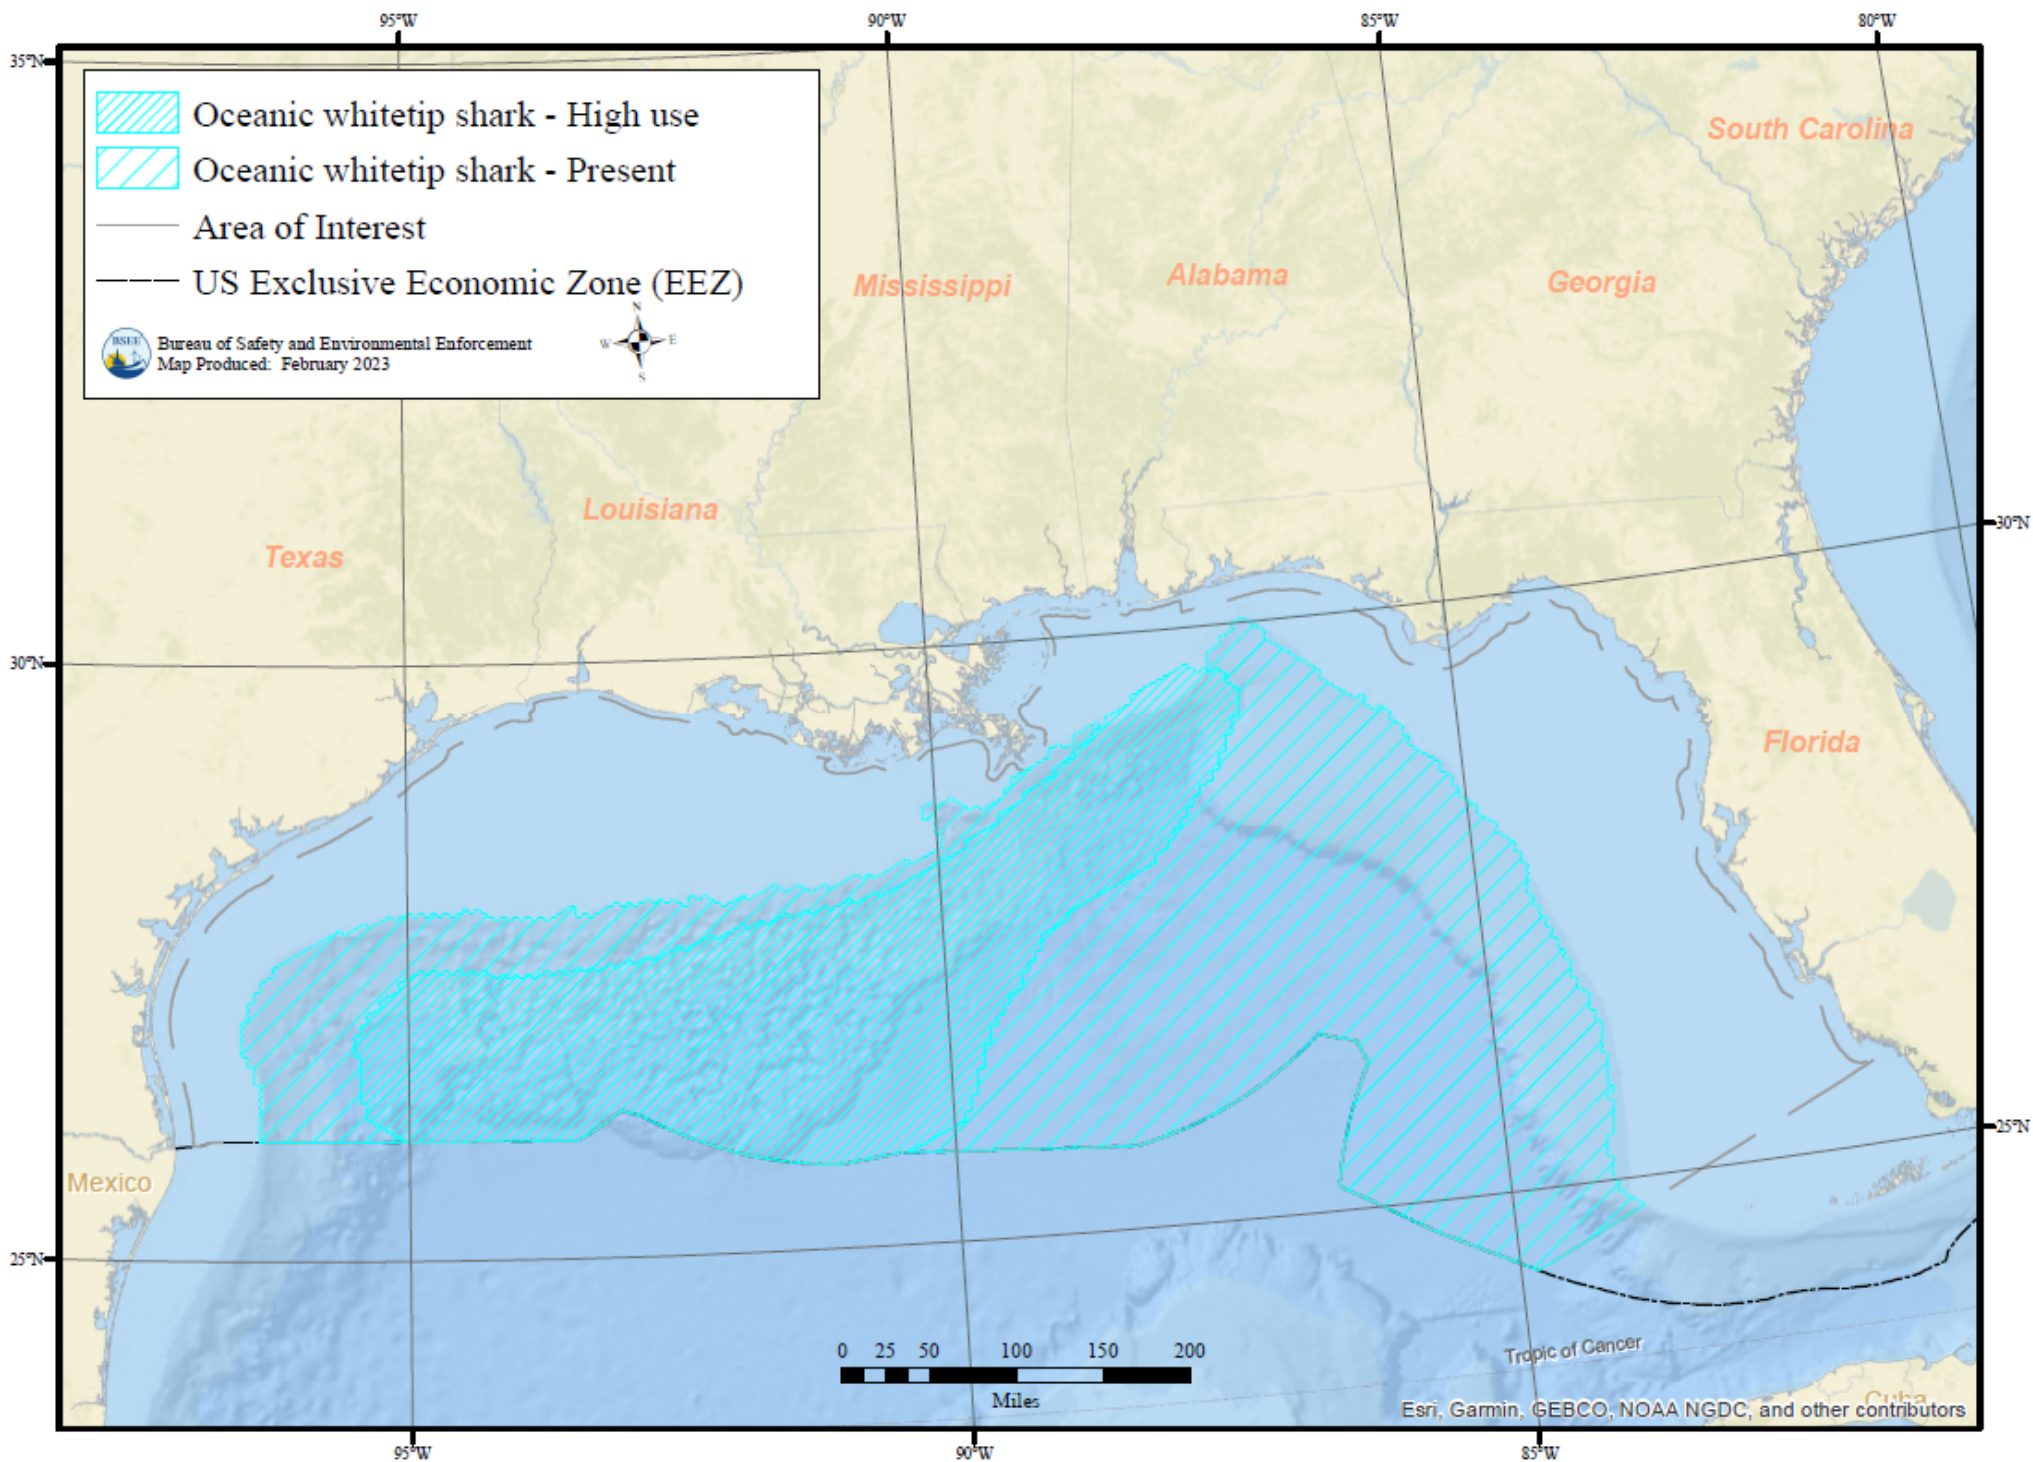 95°W 90°W 85°W 80°W
35°N
Oceanic whitetip shark - High use
Oceanic whitetip shark - Present
Area of Interest
US Exclusive Economic Zone (EEZ)
N
W E
S
BSEE
Bureau of Safety and Environmental Enforcement
Map Produced: February 2023
South Carolina
Mississippi
Alabama
Georgia
Louisiana
Texas
30°N
30°N
Florida
25°N
Mexico
25°N
0 25 50 100 150 200
Miles
Tropic of Cancer
Cuba
Esri, Garmin, GEBCO, NOAA NGDC, and other contributors
95°W 90°W 85°W